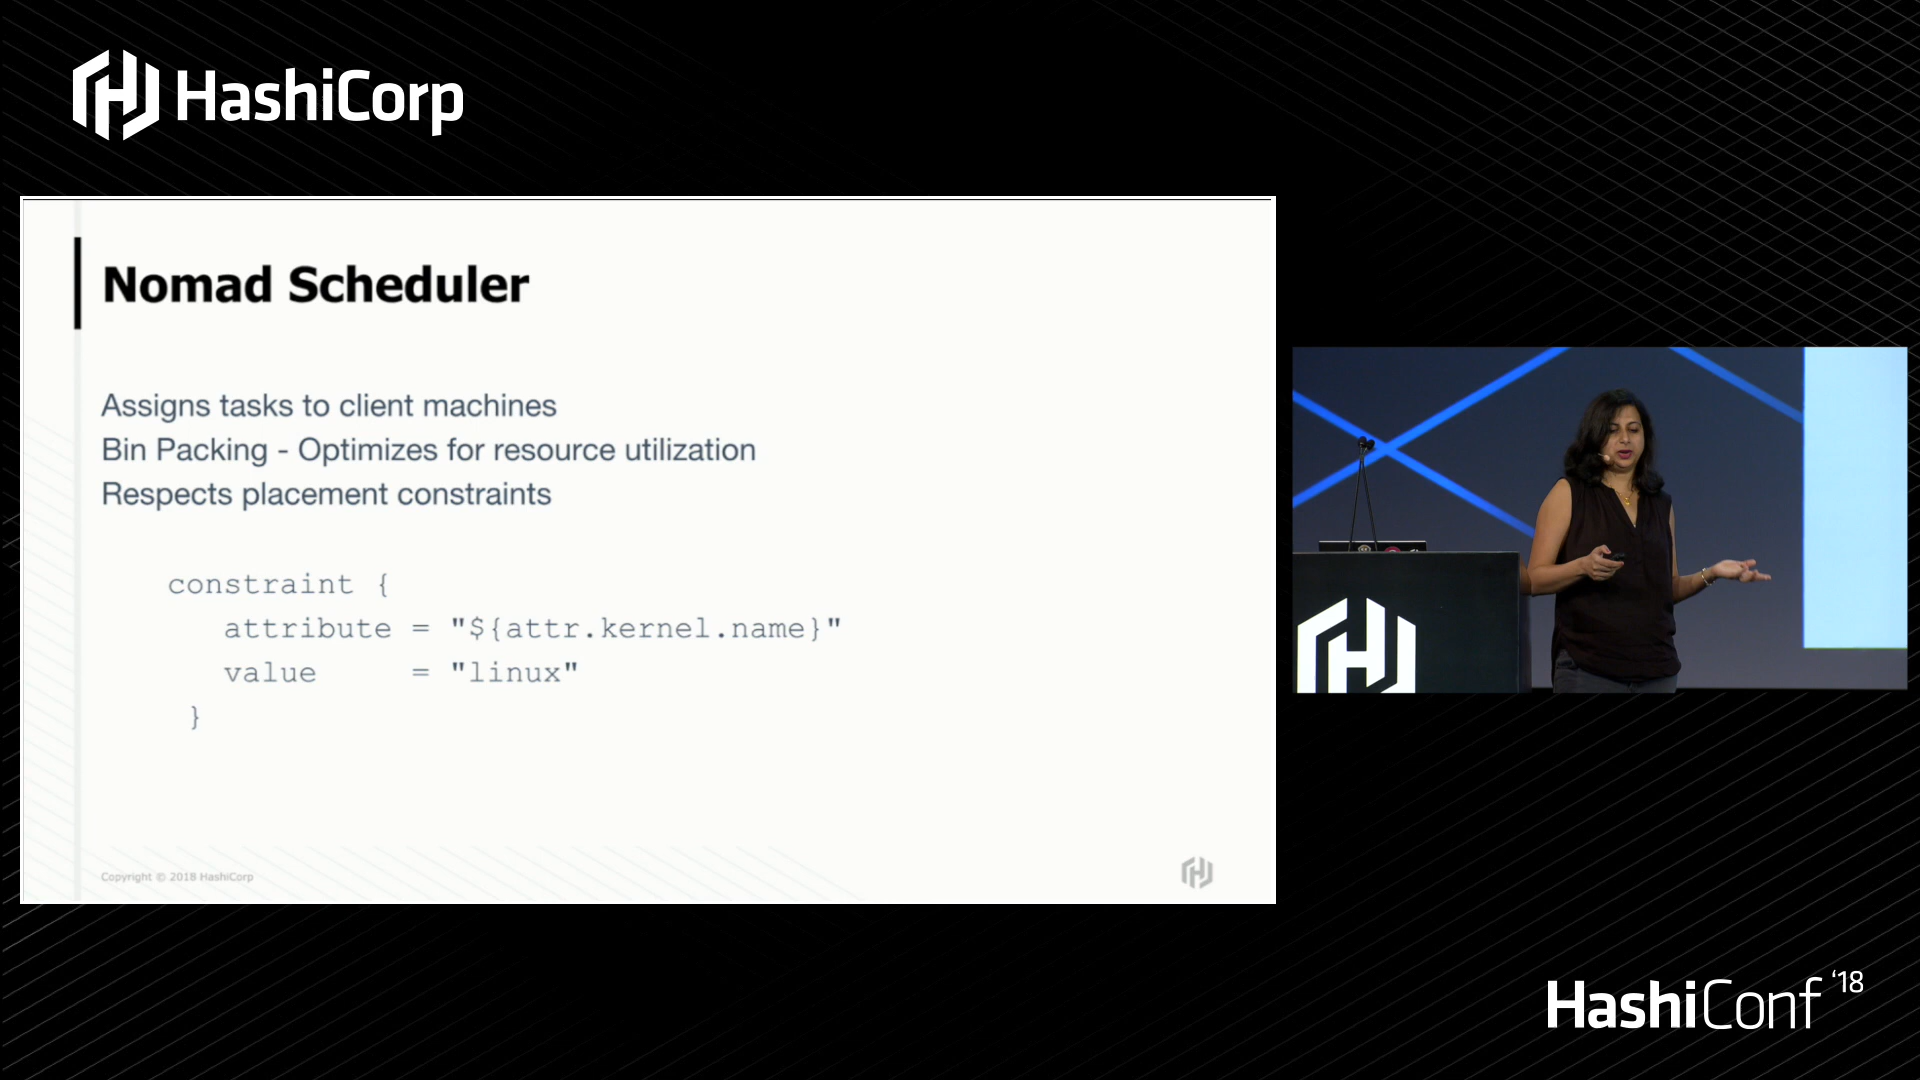 HashiCorp
Nomad Scheduler
Assigns tasks to client machines
Bin Packing - Optimizes for resource utilization
Respects placement constraints
constraint {
attribute = "${attr.kernel.name}"
value = "linux"
}
Copyright © 2018 HashiCorp
HashiConf '18